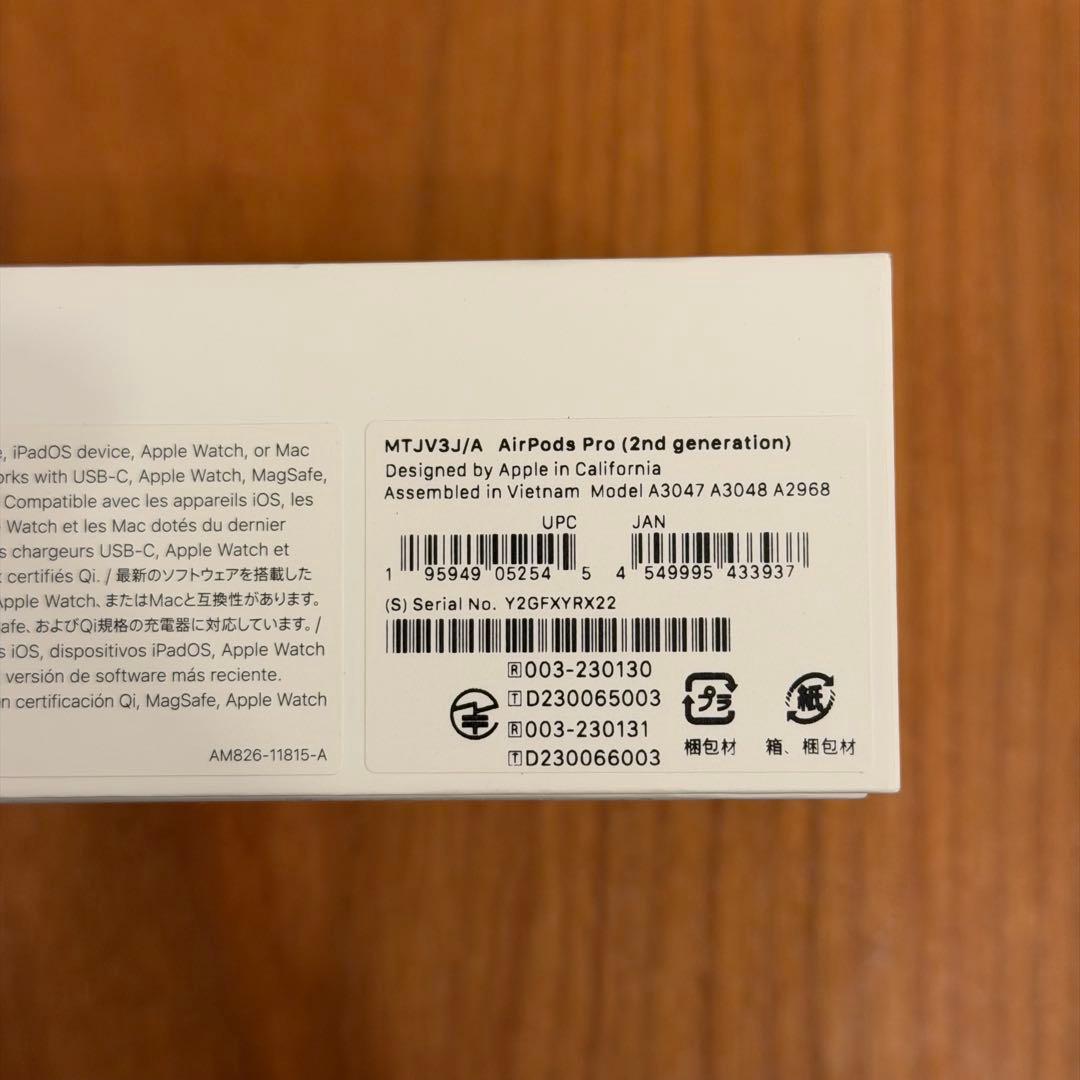 , iPadOS device, Apple Watch, or Mac
orks with USB-C, Apple Watch, MagSafe,
Compatible avec les appareils iOS, les
Watch et les Mac dotés du dernier
s chargeurs USB-C, Apple Watch et
certifiés Qi. / 最新のソフトウェアを搭載した
Apple Watch、またはMacと互換性があります。
afe、およびQi規格の充電器に対応しています。/
s iOS, dispositivos iPadOS, Apple Watch
versión de software más reciente.
n certificación Qi, MagSafe, Apple Watch
AM826-11815-A
MTJV3J/A AirPods Pro (2nd generation)
Designed by Apple in California
Assembled in Vietnam Model A3047 A3048 A2968
UPC JAN
1 95949 05254 5 4 549995 433937
(S) Serial No. Y2GFXYRX22
R 003-230130
T D230065003
R 003-230131
T D230066003
プラ 紙
梱包材 箱、梱包材